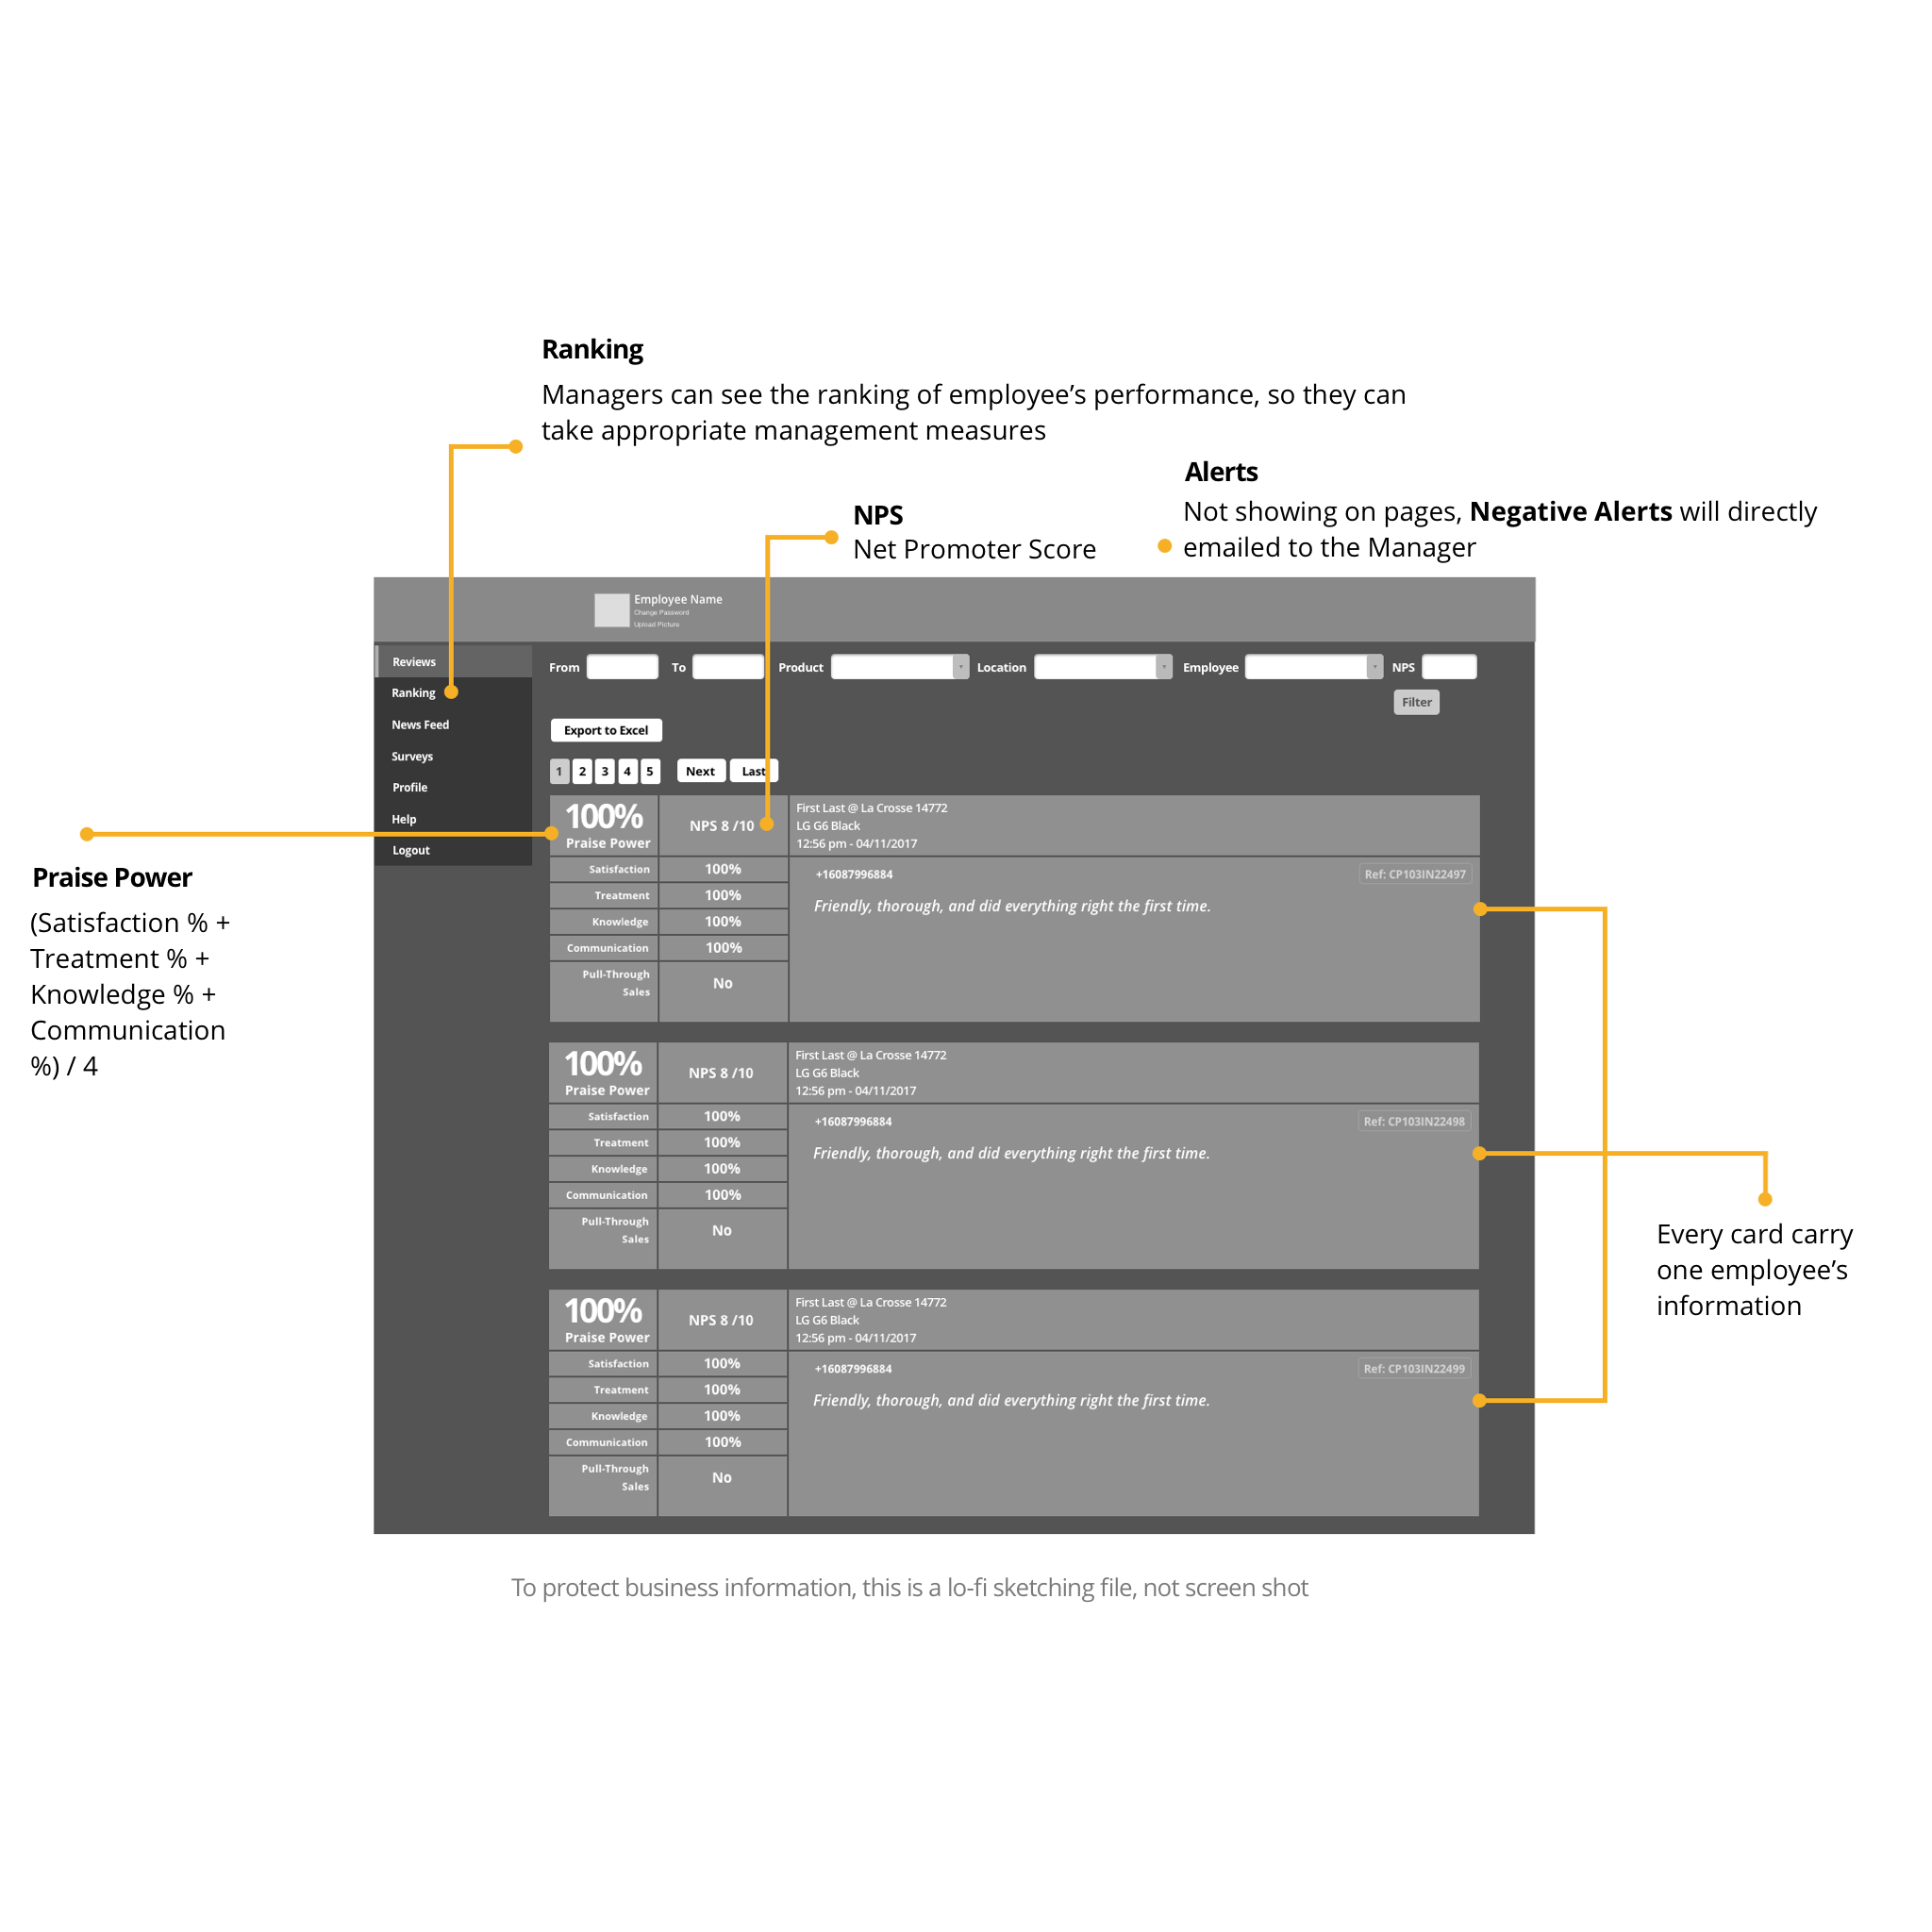 Ranking
Managers can see the ranking of employee’s performance, so they can
take appropriate management measures
Alerts
Not showing on pages, Negative Alerts will directly
emailed to the Manager
NPS
Net Promoter Score
Employee Name
Change Password
Upload Picture
Reviews
Ranking
News Feed
Surveys
Profile
Help
Logout
From To Product Location Employee NPS
Filter
Export to Excel
1 2 3 4 5 Next Last
100%
Praise Power
NPS 8 /10
First Last @ La Crosse 14772
LG G6 Black
12:56 pm - 04/11/2017
Satisfaction 100%
Treatment 100%
Knowledge 100%
Communication 100%
Pull-Through
Sales
No
+16087996884
Ref: CP103IN22497
Friendly, thorough, and did everything right the first time.
100%
Praise Power
NPS 8 /10
First Last @ La Crosse 14772
LG G6 Black
12:56 pm - 04/11/2017
Satisfaction 100%
Treatment 100%
Knowledge 100%
Communication 100%
Pull-Through
Sales
No
+16087996884
Ref: CP103IN22498
Friendly, thorough, and did everything right the first time.
100%
Praise Power
NPS 8 /10
First Last @ La Crosse 14772
LG G6 Black
12:56 pm - 04/11/2017
Satisfaction 100%
Treatment 100%
Knowledge 100%
Communication 100%
Pull-Through
Sales
No
+16087996884
Ref: CP103IN22499
Friendly, thorough, and did everything right the first time.
Praise Power
(Satisfaction % +
Treatment % +
Knowledge % +
Communication
%) / 4
Every card carry
one employee’s
information
To protect business information, this is a lo-fi sketching file, not screen shot